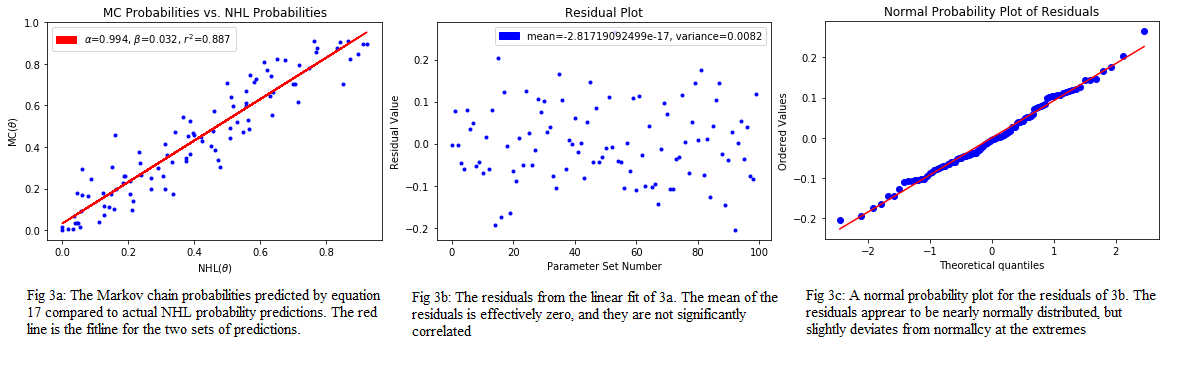 MC Probabilities vs. NHL Probabilities
α=0.994, β=0.032, r²=0.887
MC(θ)
1.0
0.8
0.6
0.4
0.2
0.0
0.0 0.2 0.4 0.6 0.8
NHL(θ)
Fig 3a: The Markov chain probabilities predicted by equation
17 compared to actual NHL probability predictions. The red
line is the fitline for the two sets of predictions.
Residual Plot
mean=-2.81719092499e-17, variance=0.0082
Residual Value
0.2
0.1
0.0
−0.1
−0.2
0 20 40 60 80 100
Parameter Set Number
Fig 3b: The residuals from the linear fit of 3a. The mean of the
residuals is effectively zero, and they are not significantly
correlated
Normal Probability Plot of Residuals
Ordered Values
0.2
0.1
0.0
−0.1
−0.2
−2 −1 0 1 2
Theoretical quantiles
Fig 3c: A normal probability plot for the residuals of 3b. The
residuals apprear to be nearly normally distributed, but
slightly deviates from normallcy at the extremes